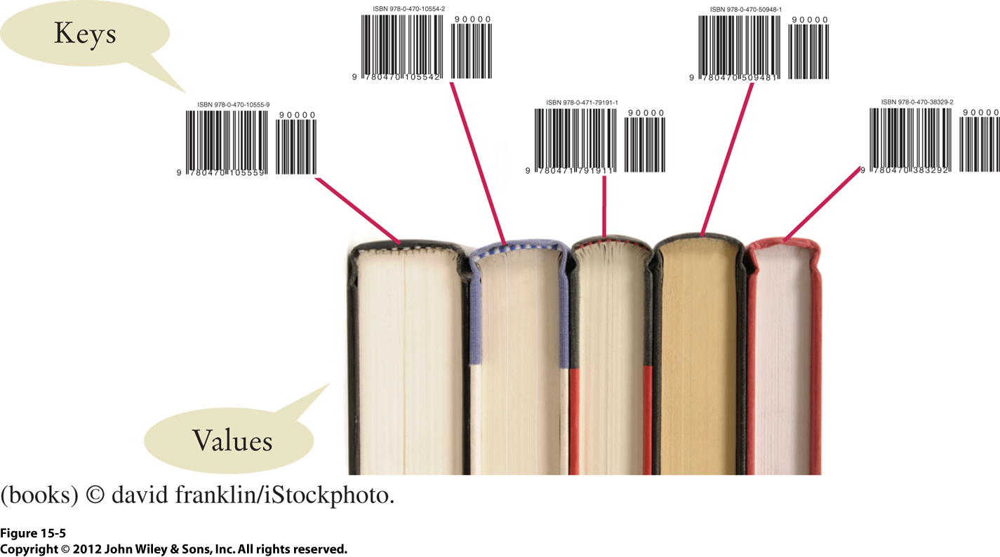 Keys
ISBN 978-0-470-10554-2
90000
9 780470 105542
ISBN 978-0-470-50948-1
90000
9 780470 509481
ISBN 978-0-470-10555-9
90000
9 780470 105559
ISBN 978-0-471-79191-1
90000
9 780471 791911
ISBN 978-0-470-38329-2
90000
9 780470 383292
Values
(books) © david franklin/iStockphoto.
Figure 15-5
Copyright © 2012 John Wiley & Sons, Inc. All rights reserved.